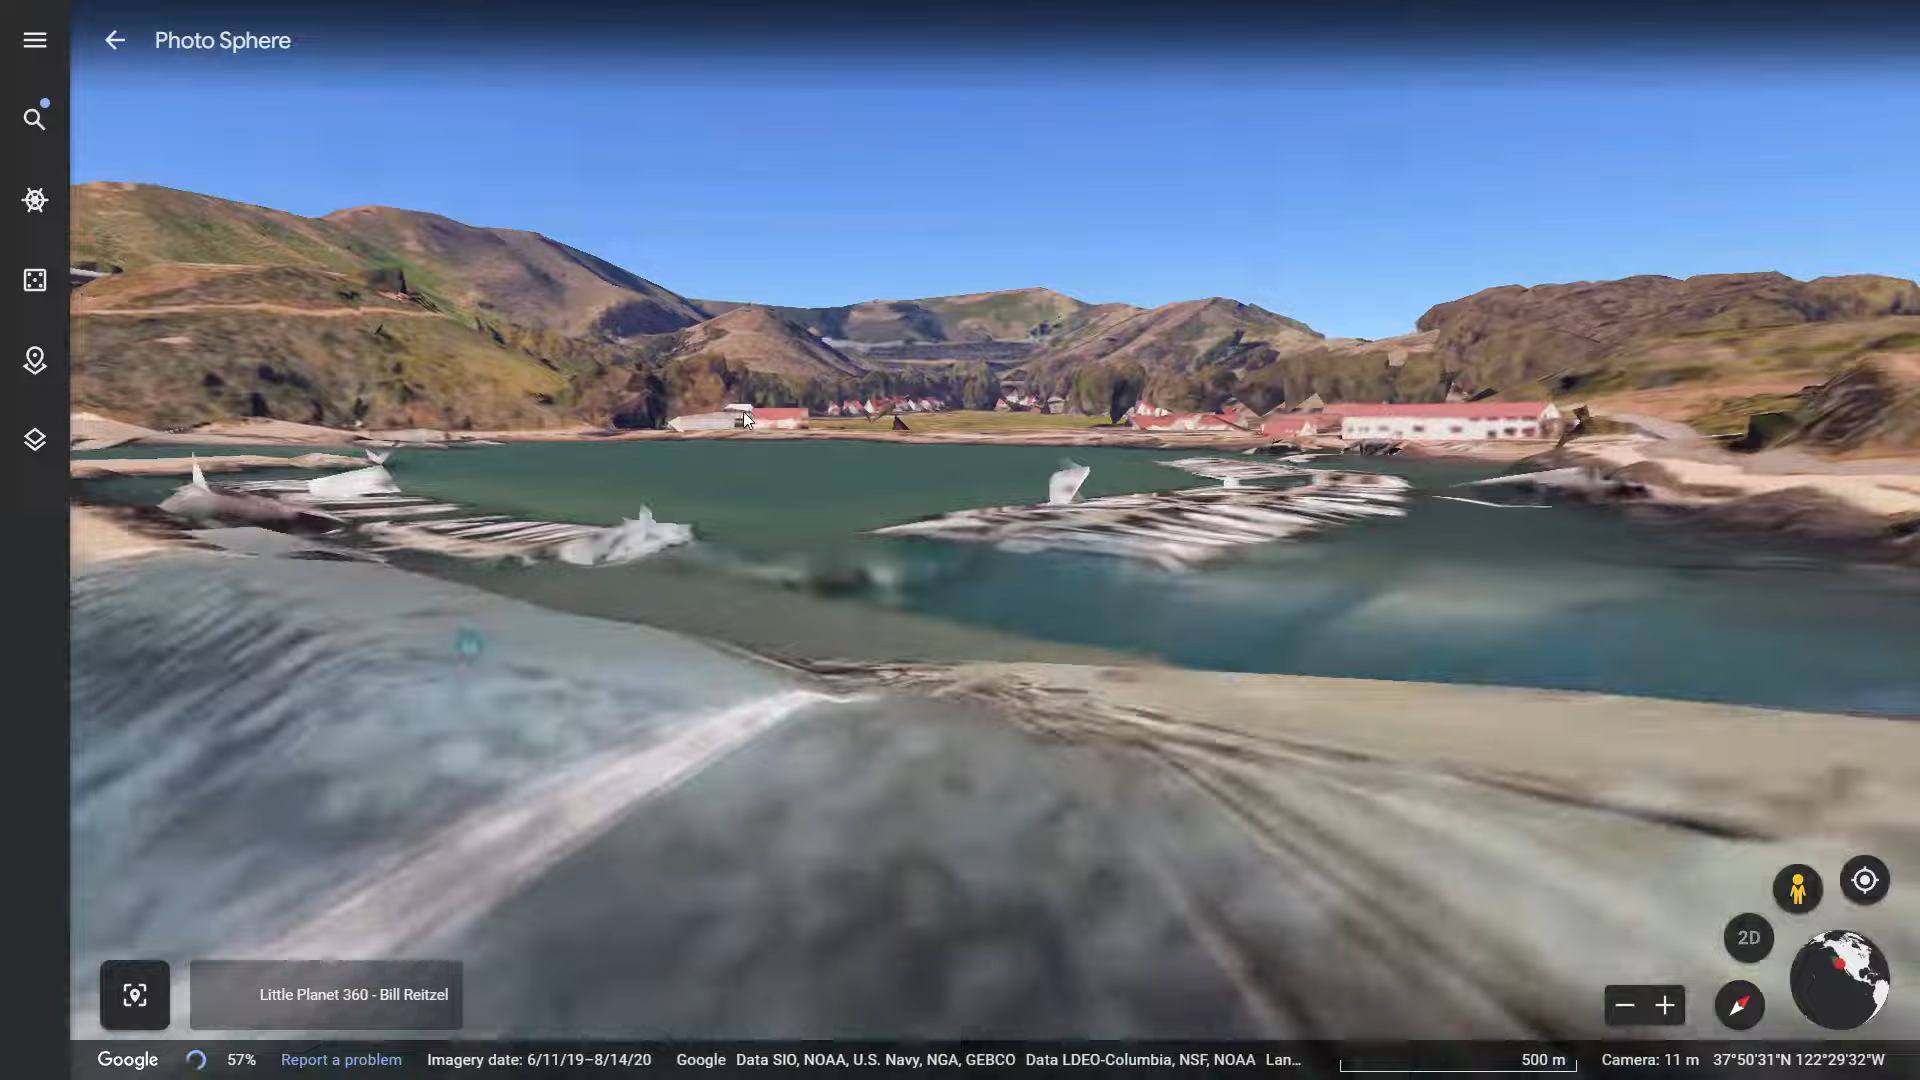 Photo Sphere
2D
Little Planet 360 - Bill Reitzel
Google 57% Report a problem Imagery date: 6/11/19–8/14/20 Google Data SIO, NOAA, U.S. Navy, NGA, GEBCO Data LDEO-Columbia, NSF, NOAA Lan... 500 m Camera: 11 m 37°50'31"N 122°29'32"W